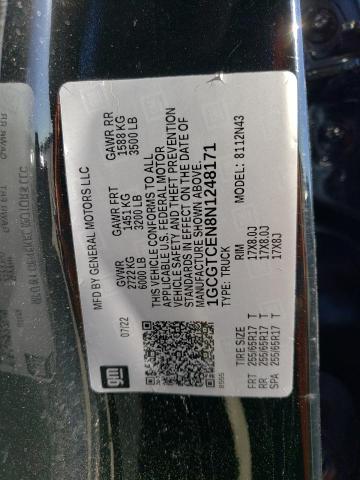 gm
MFD BY GENERAL MOTORS LLC
07/22
GVWR GAWR FRT GAWR RR
2722 KG 1451 KG 1588 KG
6000 LB 3200 LB 3500 LB
THIS VEHICLE CONFORMS TO ALL
APPLICABLE U.S. FEDERAL MOTOR
VEHICLE SAFETY AND THEFT PREVENTION
STANDARDS IN EFFECT ON THE DATE OF
MANUFACTURE SHOWN ABOVE.
1GCGTCEN8N1248171
TYPE: TRUCK MODEL: 8112N43
8555
TIRE SIZE RIM
FRT 255/65R17 T 17X8.0J
RR 255/65R17 T 17X8.0J
SPA 255/65R17 T 17X8J